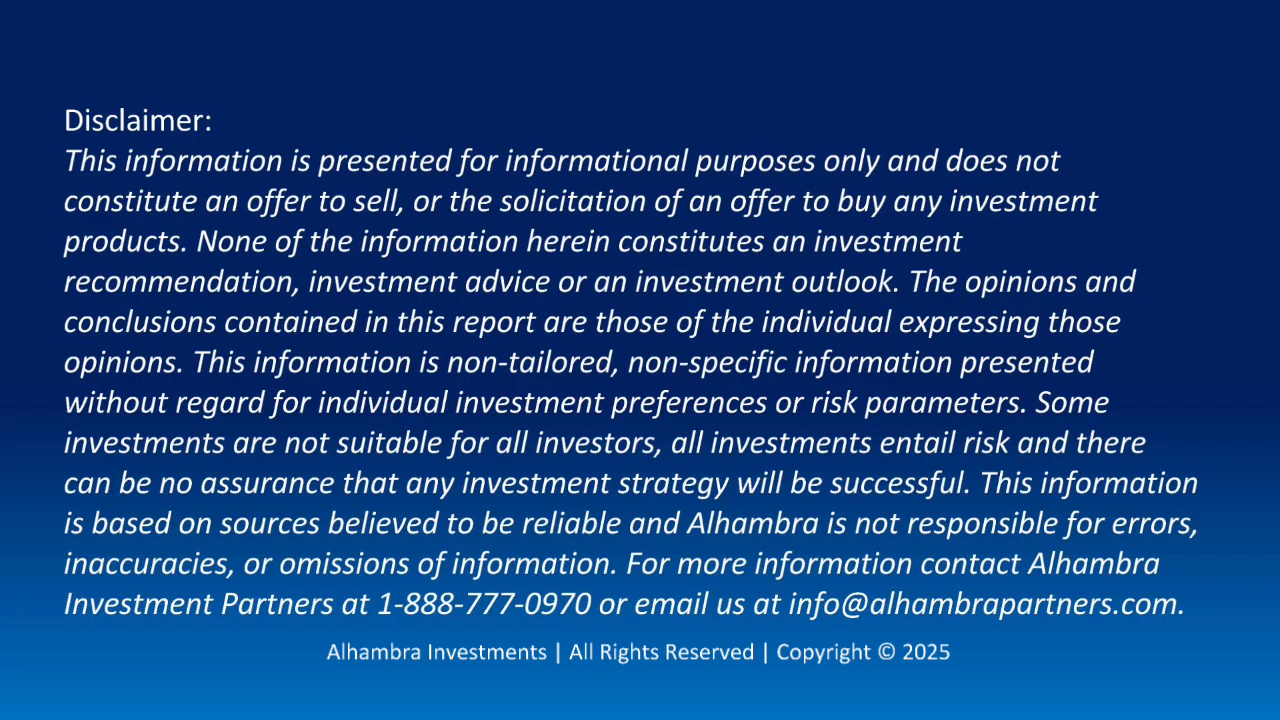 Disclaimer:
This information is presented for informational purposes only and does not
constitute an offer to sell, or the solicitation of an offer to buy any investment
products. None of the information herein constitutes an investment
recommendation, investment advice or an investment outlook. The opinions and
conclusions contained in this report are those of the individual expressing those
opinions. This information is non-tailored, non-specific information presented
without regard for individual investment preferences or risk parameters. Some
investments are not suitable for all investors, all investments entail risk and there
can be no assurance that any investment strategy will be successful. This information
is based on sources believed to be reliable and Alhambra is not responsible for errors,
inaccuracies, or omissions of information. For more information contact Alhambra
Investment Partners at 1-888-777-0970 or email us at info@alhambrapartners.com.
Alhambra Investments | All Rights Reserved | Copyright © 2025